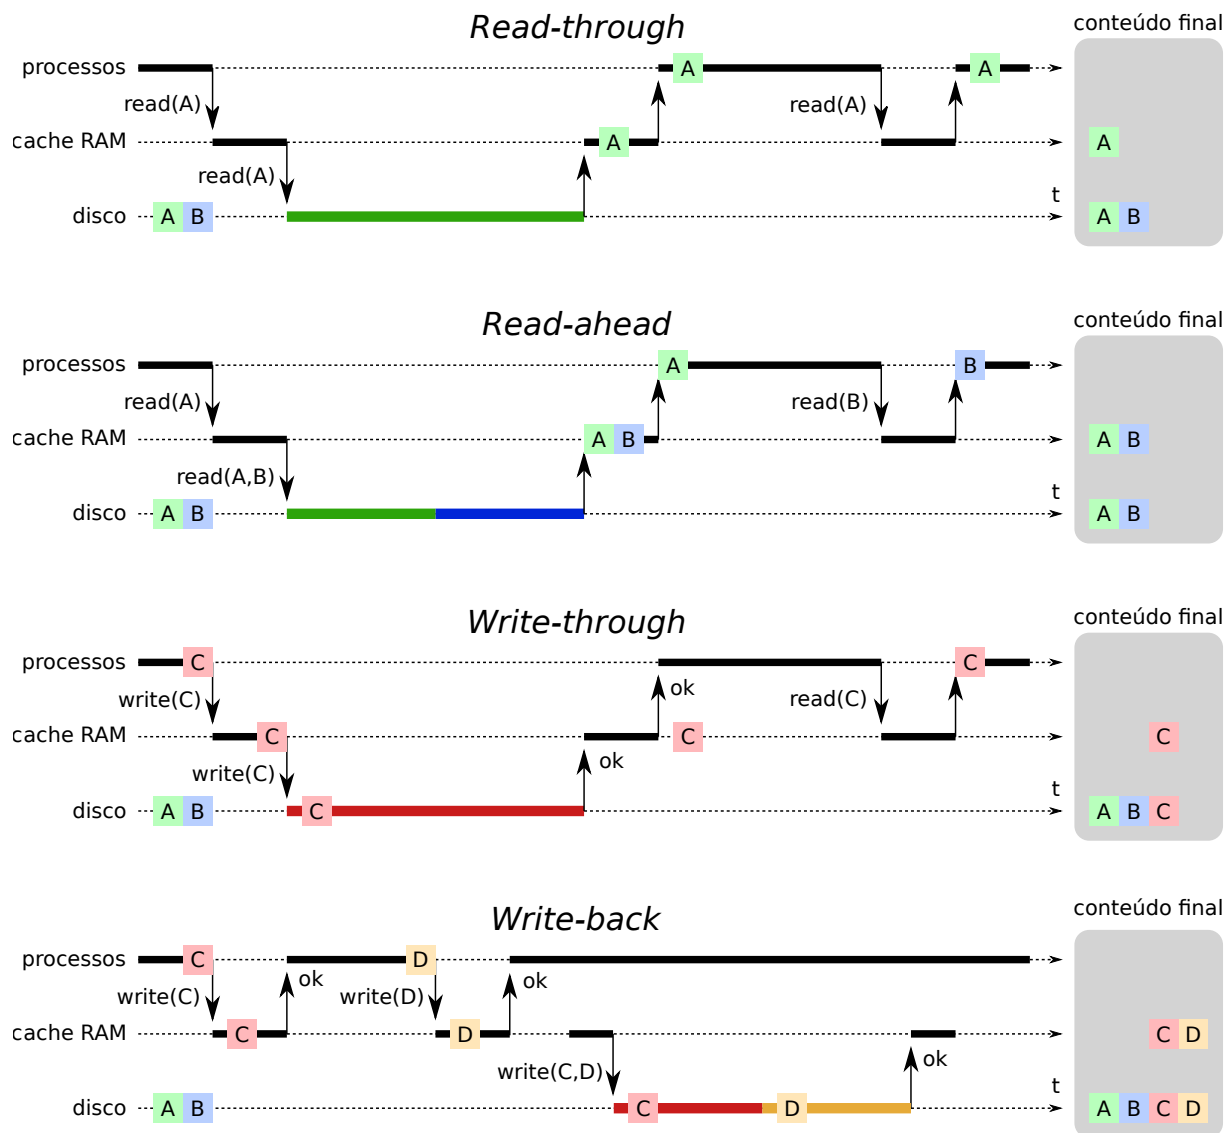 Read-through
conteúdo final
processos A A
read(A) read(A)
cache RAM A A
read(A)
t
disco A B A B
Read-ahead
conteúdo final
processos A B
read(A) read(B)
cache RAM A B A B
read(A,B)
t
disco A B A B
Write-through
conteúdo final
processos C C
write(C) ok read(C)
cache RAM C C C
write(C) ok
t
disco A B C A B C
Write-back
conteúdo final
processos C D
write(C) ok write(D) ok
cache RAM C D C D
write(C,D) ok
t
disco A B C D A B C D